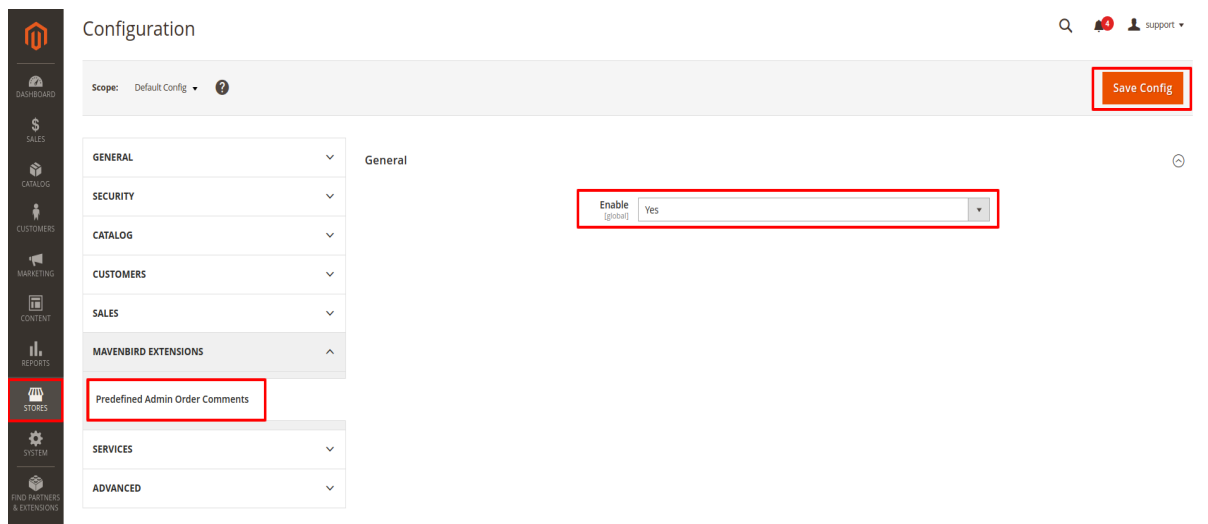 Configuration
4
support
Scope: Default Config ?
Save Config
DASHBOARD
$
SALES
CATALOG
CUSTOMERS
MARKETING
CONTENT
REPORTS
STORES
SYSTEM
FIND PARTNERS
& EXTENSIONS
GENERAL
SECURITY
CATALOG
CUSTOMERS
SALES
MAVENBIRD EXTENSIONS
Predefined Admin Order Comments
SERVICES
ADVANCED
General
Enable
[global]
Yes